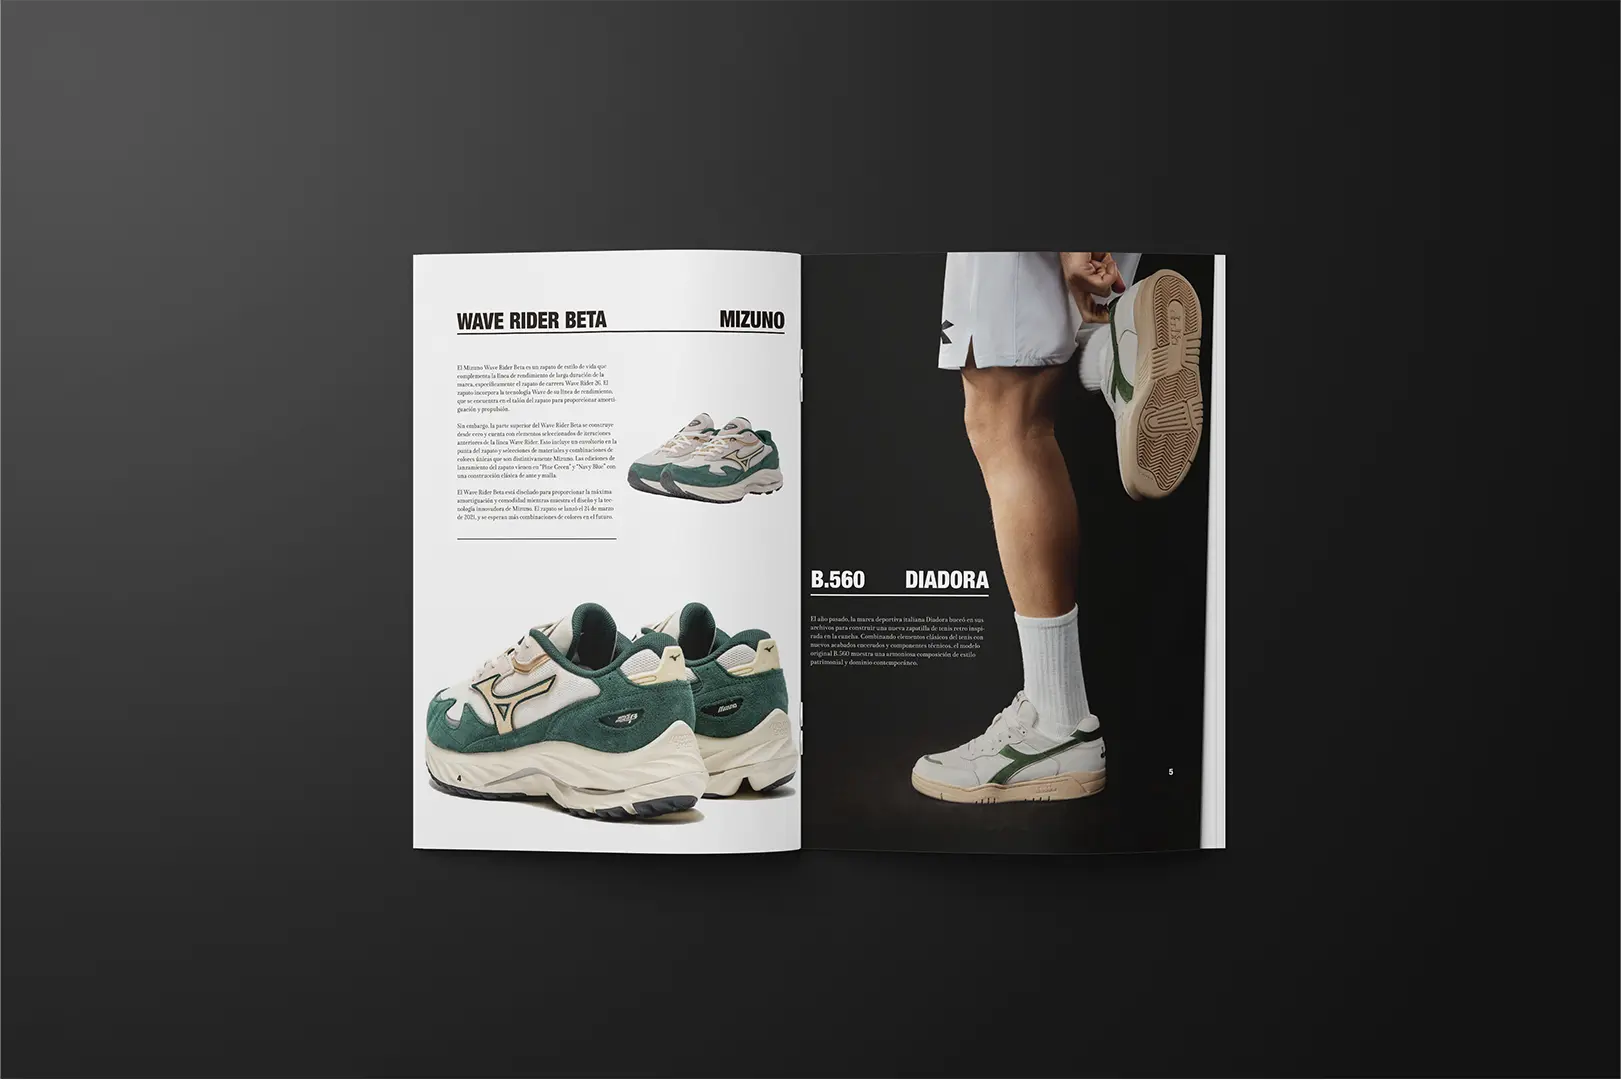 WAVE RIDER BETA MIZUNO
El Mizuno Wave Rider Beta es un zapato de estilo de vida que
complementa la línea de rendimiento de larga duración de la
marca, específicamente el zapato de carrera Wave Rider 26. El
zapato incorpora la tecnología Wave de su línea de rendimiento,
que se encuentra en el talón del zapato para proporcionar amorti-
guación y propulsión.
Sin embargo, la parte superior del Wave Rider Beta se construye
desde cero y cuenta con elementos seleccionados de iteraciones
anteriores de la línea Wave Rider. Esto incluye un envoltorio en la
punta del zapato y selecciones de materiales y combinaciones de
colores únicas que son distintivamente Mizuno. Las ediciones de
lanzamiento del zapato vienen en "Pine Green" y "Navy Blue" con
una construcción clásica de ante y malla.
El Wave Rider Beta está diseñado para proporcionar la máxima
amortiguación y comodidad mientras muestra el diseño y la tec-
nología innovadora de Mizuno. El zapato se lanzó el 24 de marzo
de 2023, y se esperan más combinaciones de colores en el futuro.
Mizuno
4
B.560 DIADORA
El año pasado, la marca deportiva italiana Diadora buceó en sus
archivos para construir una nueva zapatilla de tenis retro inspi-
rada en la cancha. Combinando elementos clásicos del tenis con
nuevos acabados encerados y componentes técnicos, el modelo
original B.560 muestra una armoniosa composición de estilo
patrimonial y dominio contemporáneo.
5